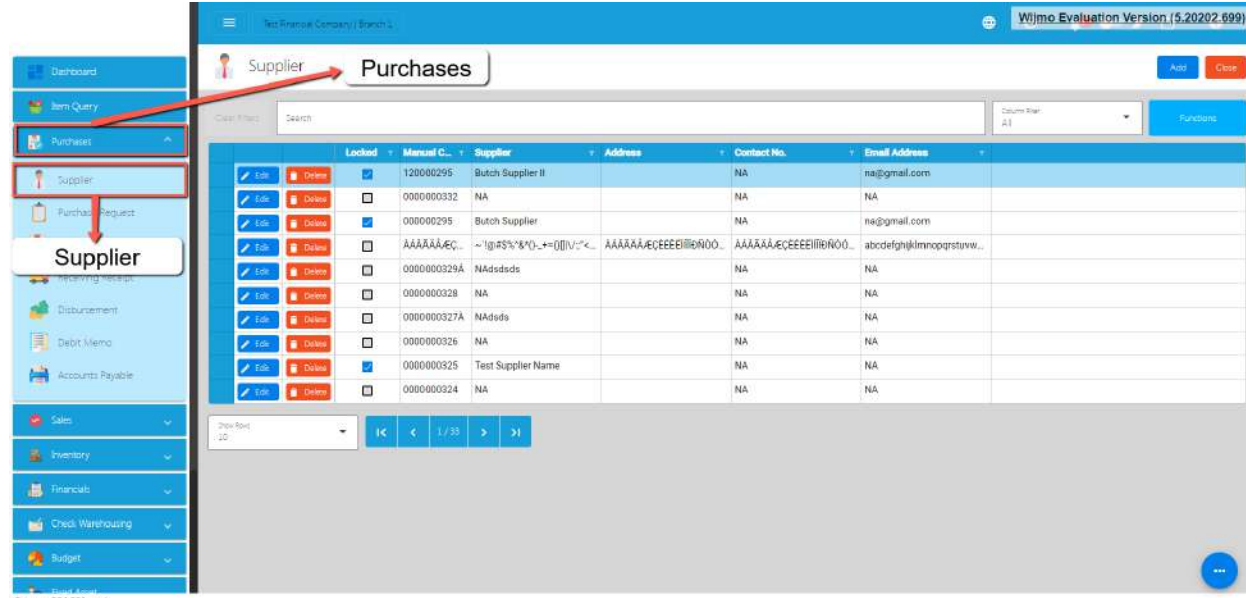 Test Financial Company | Branch 1
Wijmo Evaluation Version (5.20202.699)
Dashboard
Item Query
Purchases
Supplier
Purchase Request
Supplier
Receiving Receipt
Disbursement
Debit Memo
Accounts Payable
Sales
Inventory
Financials
Check Warehousing
Budget
Fixed Asset
Supplier
Purchases
Add
Close
Clear Filters
Search
Column Filter
All
Functions
Locked Manual C... Supplier Address Contact No. Email Address
Edit Delete 120000295 Butch Supplier II NA na@gmail.com
Edit Delete 0000000332 NA NA NA
Edit Delete 000000295 Butch Supplier NA na@gmail.com
Edit Delete abcdefghijklmnopqrstuvw...
Edit Delete 0000000329Á NAdsdsds NA NA
Edit Delete 0000000328 NA NA NA
Edit Delete 0000000327À NAdsds NA NA
Edit Delete 0000000326 NA NA NA
Edit Delete 0000000325 Test Supplier Name NA NA
Edit Delete 0000000324 NA NA NA
Show Rows
10
1 / 33